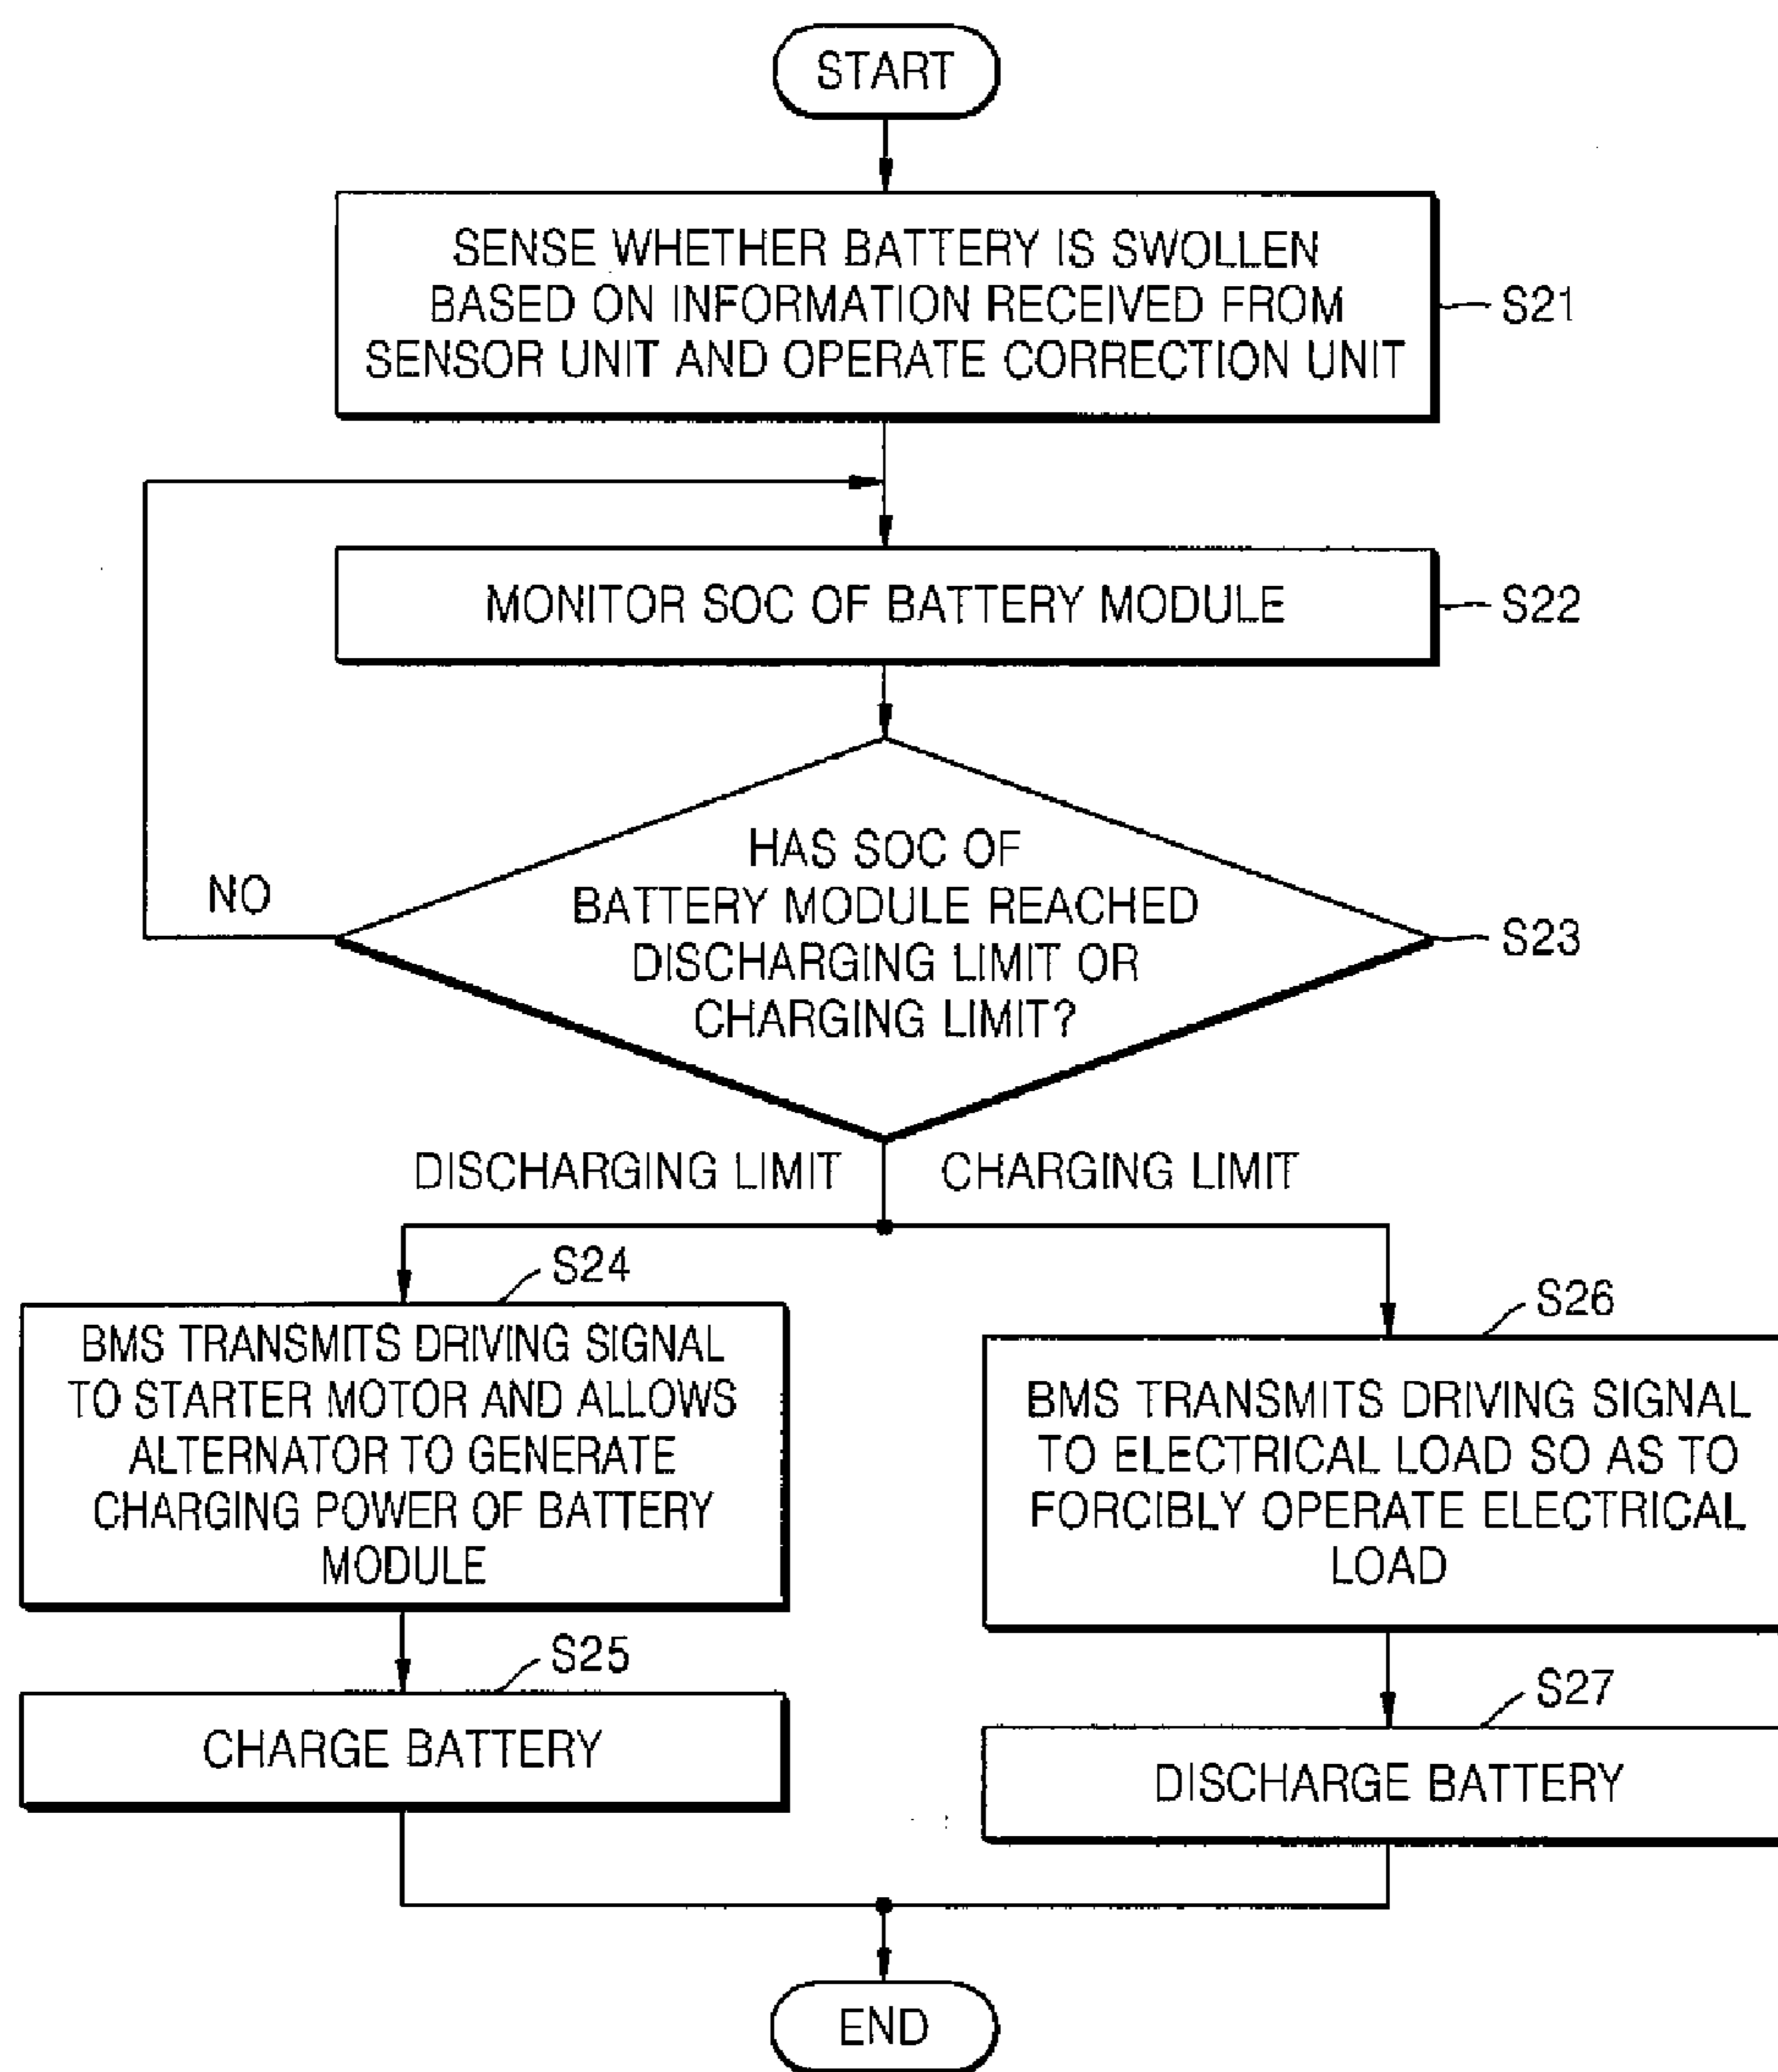 START
SENSE WHETHER BATTERY IS SWOLLEN
BASED ON INFORMATION RECEIVED FROM
SENSOR UNIT AND OPERATE CORRECTION UNIT
S21
MONITOR SOC OF BATTERY MODULE
S22
HAS SOC OF
BATTERY MODULE REACHED
DISCHARGING LIMIT OR
CHARGING LIMIT?
S23
NO
DISCHARGING LIMIT
CHARGING LIMIT
S24
BMS TRANSMITS DRIVING SIGNAL
TO STARTER MOTOR AND ALLOWS
ALTERNATOR TO GENERATE
CHARGING POWER OF BATTERY
MODULE
S25
CHARGE BATTERY
S26
BMS TRANSMITS DRIVING SIGNAL
TO ELECTRICAL LOAD SO AS TO
FORCIBLY OPERATE ELECTRICAL
LOAD
S27
DISCHARGE BATTERY
END